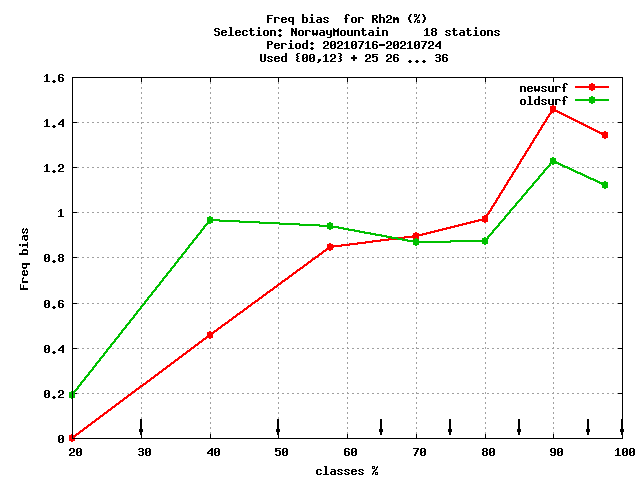 Freq bias  for Rh2m (%)
Selection: NorwayMountain     18 stations
Period: 20210716-20210724
Used {00,12} + 25 26 ... 36
newsurf
oldsurf
1.6
1.4
1.2
1
0.8
0.6
0.4
0.2
0
Freq bias
20 30 40 50 60 70 80 90 100
classes %